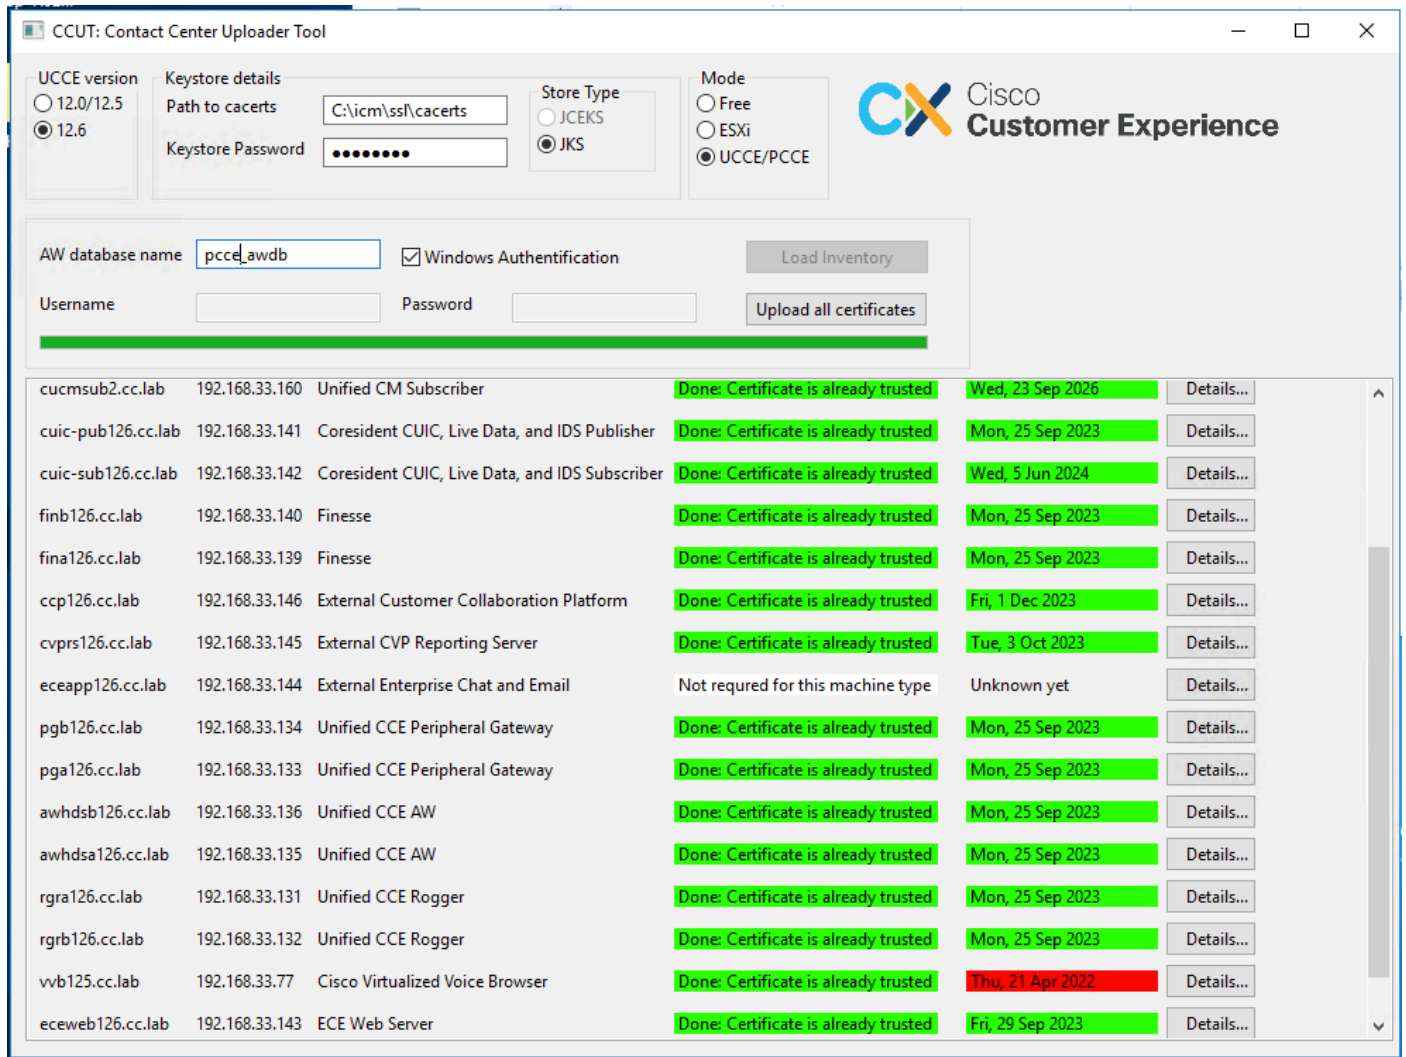 CCUT: Contact Center Uploader Tool
UCCE version
12.0/12.5
12.6
Keystore details
Path to cacerts
C:\icm\ssl\cacerts
Keystore Password
••••••••
Store Type
JCEKS
JKS
Mode
Free
ESXi
UCCE/PCCE
Cisco
Customer Experience
AW database name
pcce_awdb
Windows Authentification
Load Inventory
Username
Password
Upload all certificates
cucmsub2.cc.lab 192.168.33.160 Unified CM Subscriber Done: Certificate is already trusted Wed, 23 Sep 2026 Details...
cuic-pub126.cc.lab 192.168.33.141 Coresident CUIC, Live Data, and IDS Publisher Done: Certificate is already trusted Mon, 25 Sep 2023 Details...
cuic-sub126.cc.lab 192.168.33.142 Coresident CUIC, Live Data, and IDS Subscriber Done: Certificate is already trusted Wed, 5 Jun 2024 Details...
finb126.cc.lab 192.168.33.140 Finesse Done: Certificate is already trusted Mon, 25 Sep 2023 Details...
fina126.cc.lab 192.168.33.139 Finesse Done: Certificate is already trusted Mon, 25 Sep 2023 Details...
ccp126.cc.lab 192.168.33.146 External Customer Collaboration Platform Done: Certificate is already trusted Fri, 1 Dec 2023 Details...
cvprs126.cc.lab 192.168.33.145 External CVP Reporting Server Done: Certificate is already trusted Tue, 3 Oct 2023 Details...
eceapp126.cc.lab 192.168.33.144 External Enterprise Chat and Email Not requred for this machine type Unknown yet Details...
pgb126.cc.lab 192.168.33.134 Unified CCE Peripheral Gateway Done: Certificate is already trusted Mon, 25 Sep 2023 Details...
pga126.cc.lab 192.168.33.133 Unified CCE Peripheral Gateway Done: Certificate is already trusted Mon, 25 Sep 2023 Details...
awhdsb126.cc.lab 192.168.33.136 Unified CCE AW Done: Certificate is already trusted Mon, 25 Sep 2023 Details...
awhdsa126.cc.lab 192.168.33.135 Unified CCE AW Done: Certificate is already trusted Mon, 25 Sep 2023 Details...
rgra126.cc.lab 192.168.33.131 Unified CCE Rogger Done: Certificate is already trusted Mon, 25 Sep 2023 Details...
rgrb126.cc.lab 192.168.33.132 Unified CCE Rogger Done: Certificate is already trusted Mon, 25 Sep 2023 Details...
vvb125.cc.lab 192.168.33.77 Cisco Virtualized Voice Browser Done: Certificate is already trusted Thu, 21 Apr 2022 Details...
eceweb126.cc.lab 192.168.33.143 ECE Web Server Done: Certificate is already trusted Fri, 29 Sep 2023 Details...